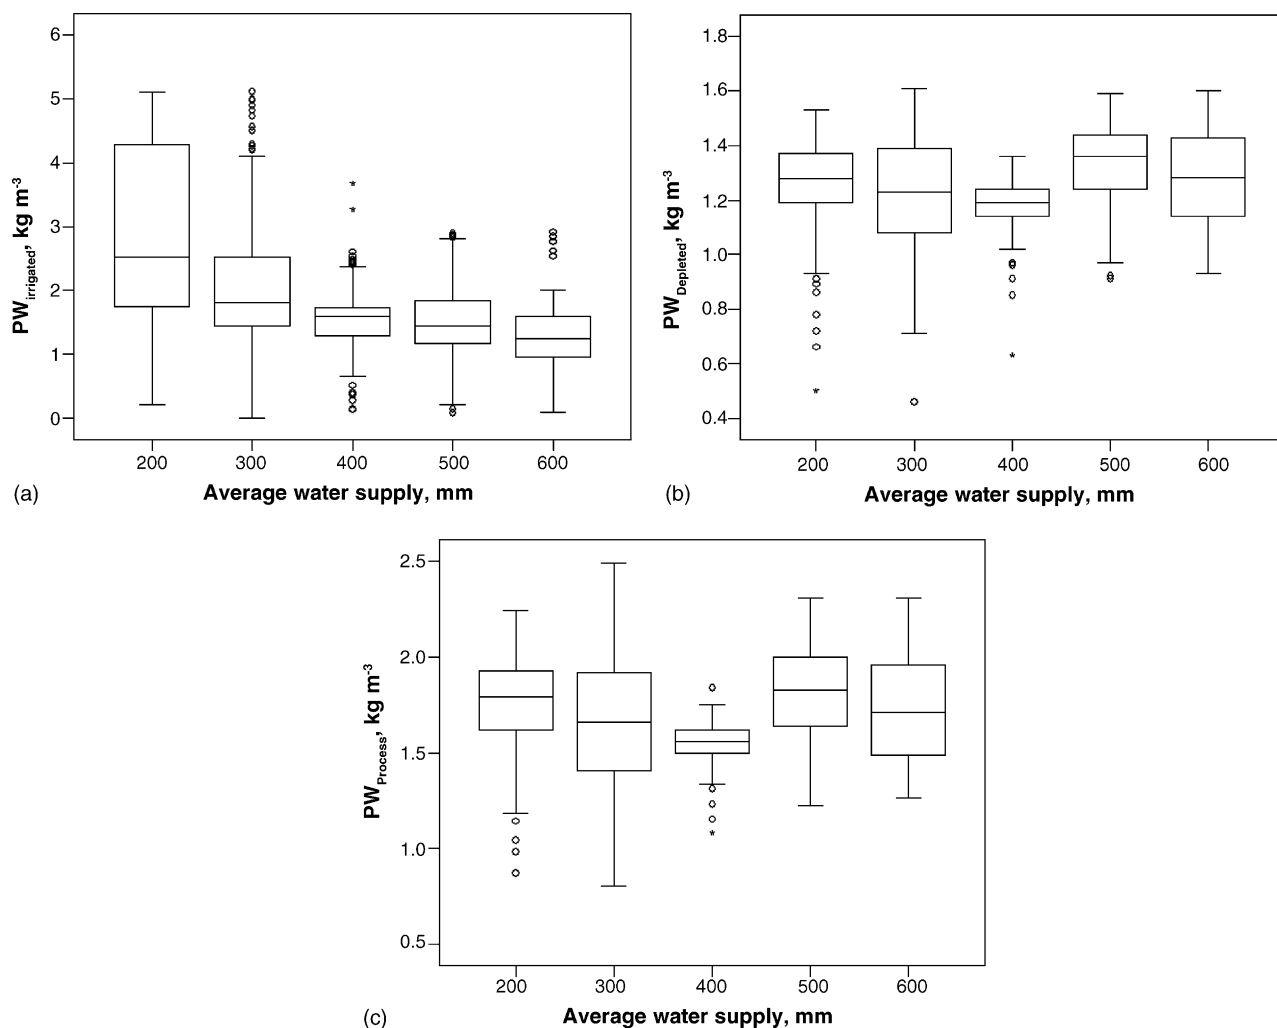 6
5
4
3
2
1
0
PWirrigated, kg m-3
200 300 400 500 600
(a) Average water supply, mm
1.8
1.6
1.4
1.2
1.0
0.8
0.6
0.4
PWDepleted, kg m-3
200 300 400 500 600
(b) Average water supply, mm
2.5
2.0
1.5
1.0
0.5
PWProcess, kg m-3
200 300 400 500 600
(c) Average water supply, mm